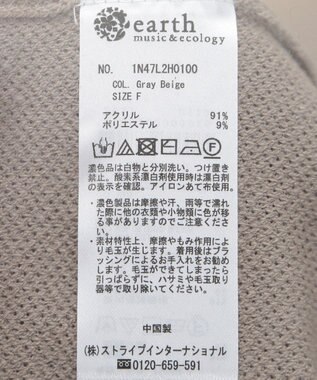 earth
music&ecology
NO. 1N47L2H0100
COL. Gray Beige
SIZE F
アクリル 91%
ポリエステル 9%
濃色品は白物と分別洗い。つけ置き
禁止。酸素系漂白剤使用時は漂白剤
の表示を確認。アイロンあて布使用。
・濃色製品は摩擦や汗、雨等で濡れ
た際に他の衣類や小物類に色が移
る事がありますのでご注意くださ
い。
・素材特性上、摩擦やもみ作用によ
り毛玉が生じます。着用後はブラ
ッシングによるお手入れをお勧め
します。毛玉ができてしまったら
引っぱらずに、ハサミや毛玉取り
器等で取り除いてください。
中国製
(株)ストライプインターナショナル
0120-659-591